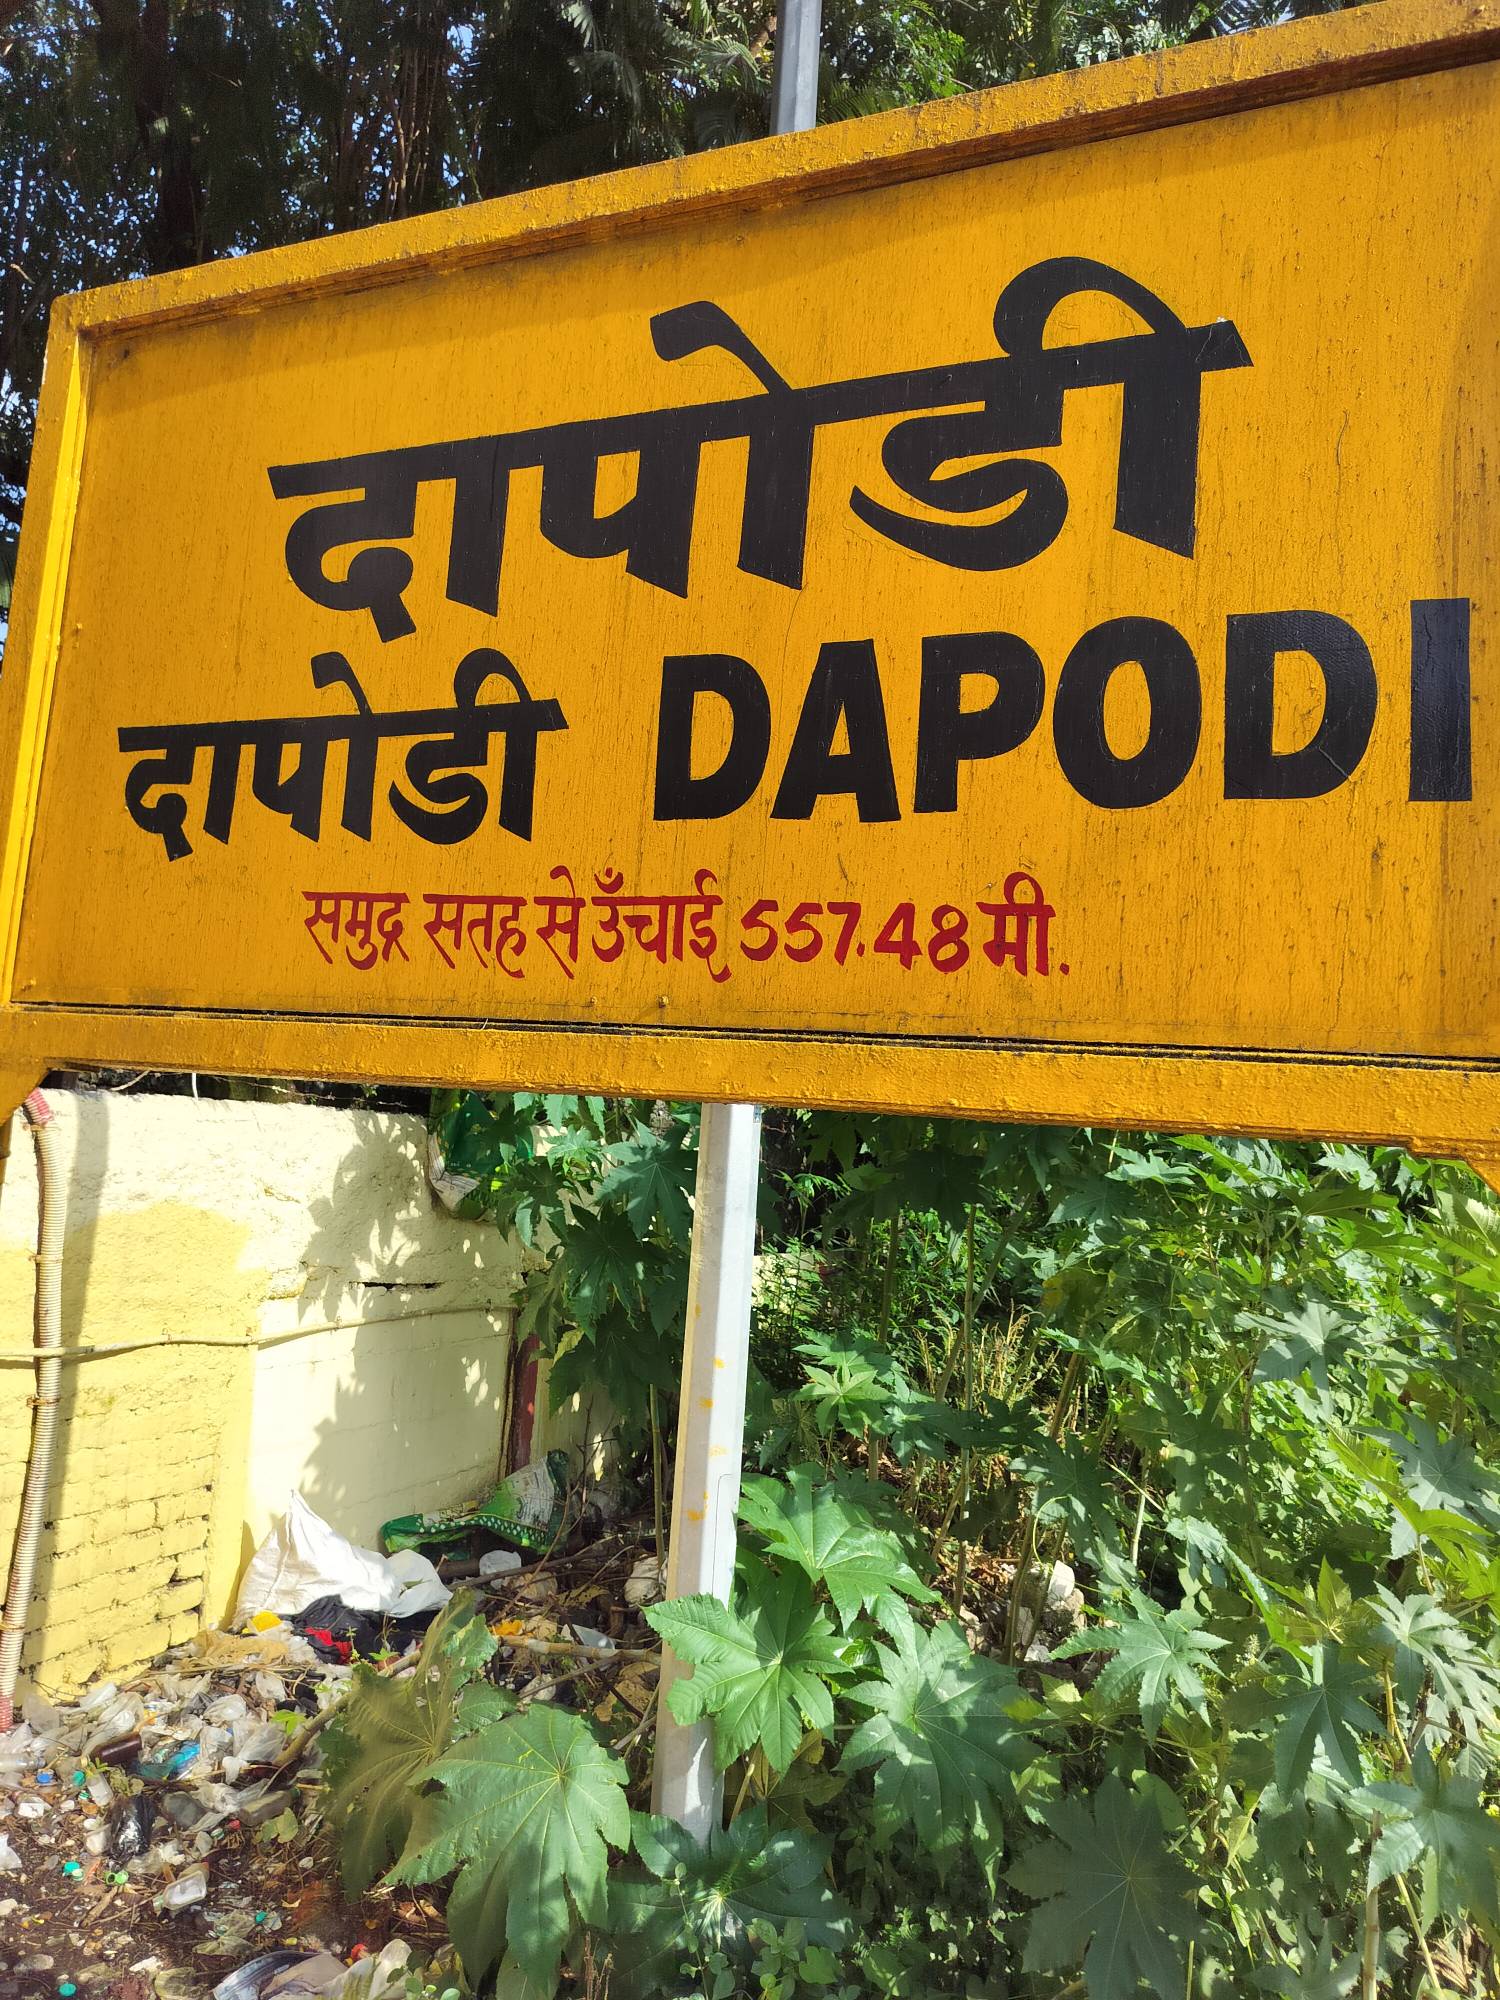 दापोडी
दापोडी DAPODI
समुद्र सतह से उँचाई 557.48 मी.